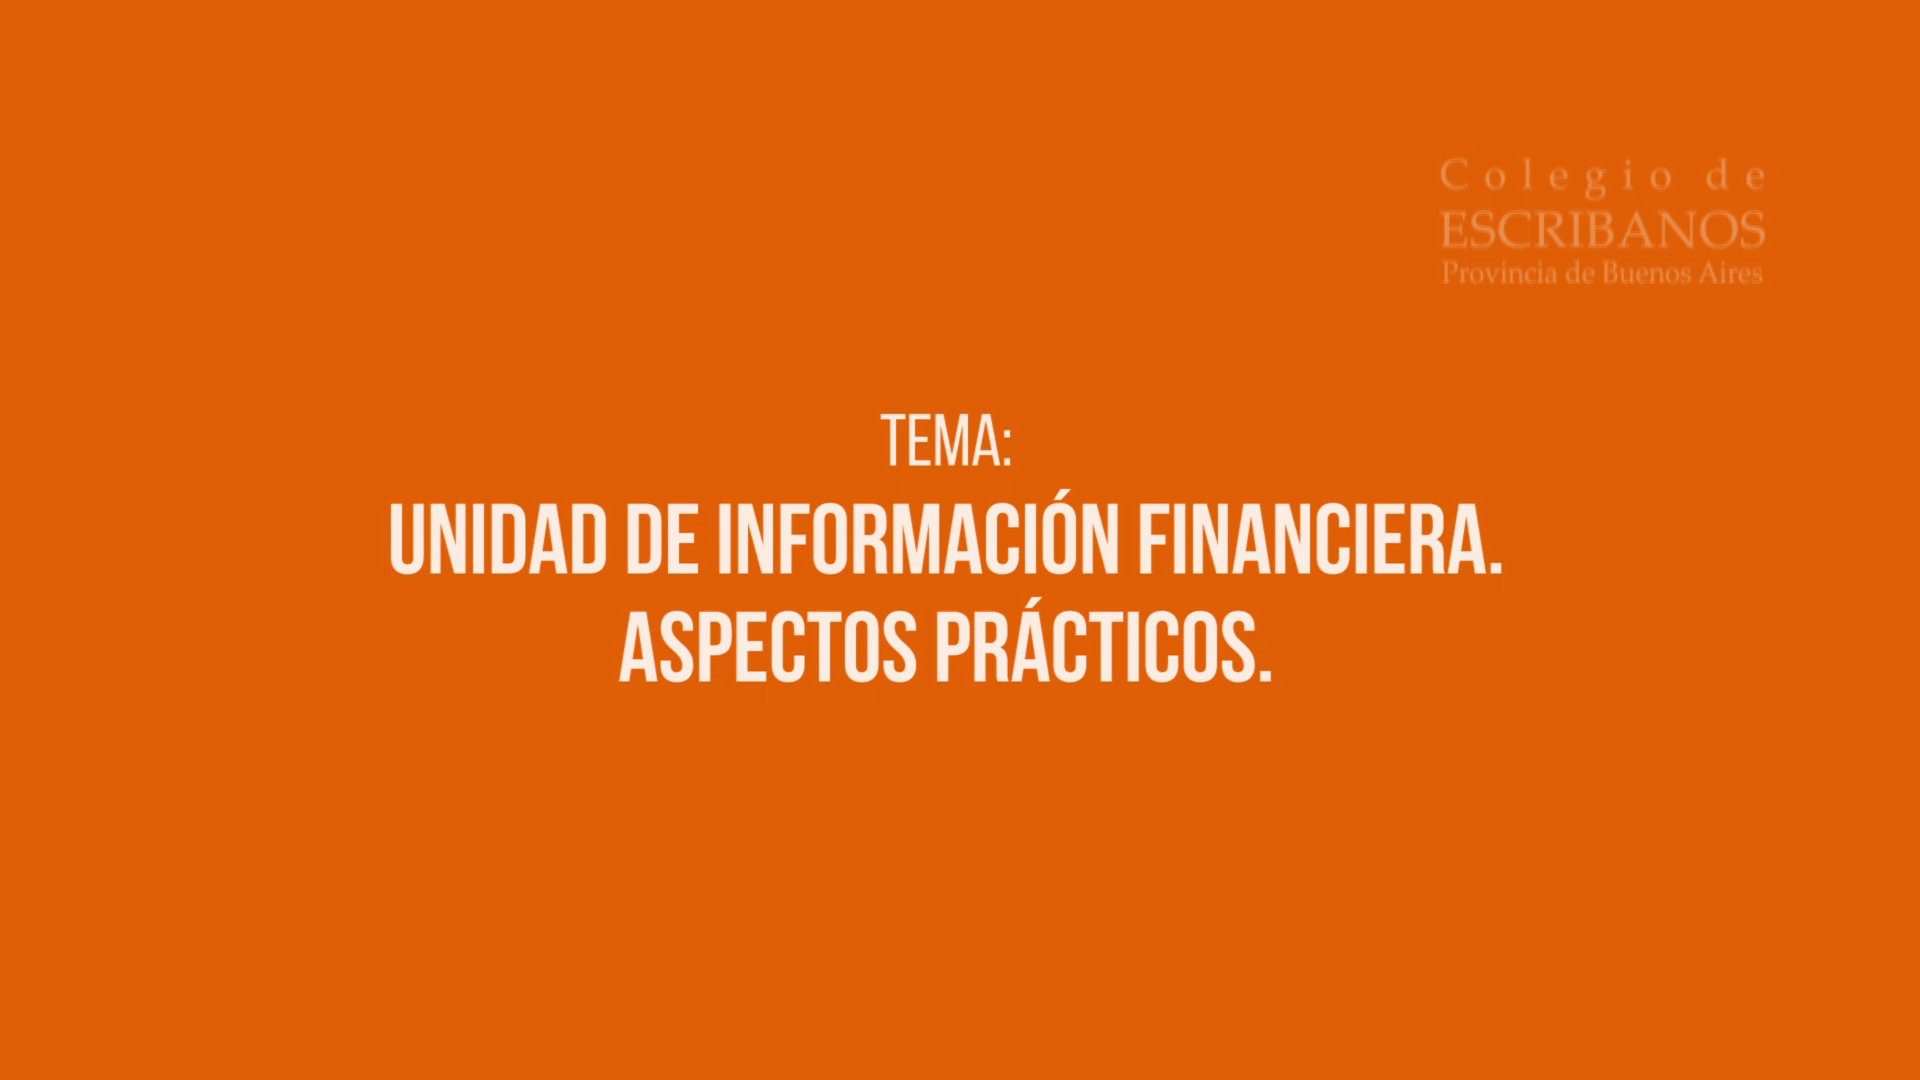 Colegio de
ESCRIBANOS
Provincia de Buenos Aires
TEMA:
UNIDAD DE INFORMACIÓN FINANCIERA.
ASPECTOS PRÁCTICOS.